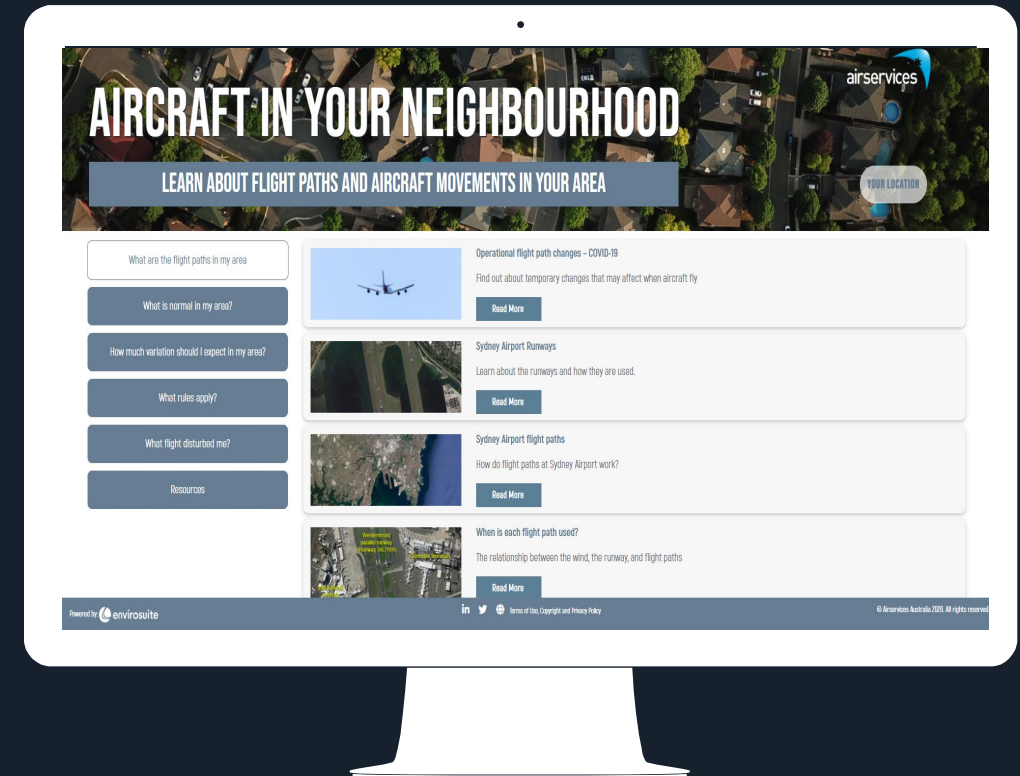 airservices
AIRCRAFT IN YOUR NEIGHBOURHOOD
LEARN ABOUT FLIGHT PATHS AND AIRCRAFT MOVEMENTS IN YOUR AREA
YOUR LOCATION
What are the flight paths in my area
What is normal in my area?
How much variation should I expect in my area?
What rules apply?
What flight disturbed me?
Resources
Operational flight path changes – COVID-19
Find out about temporary changes that may affect when aircraft fly
Read More
Sydney Airport Runways
Learn about the runways and how they are used.
Read More
Sydney Airport flight paths
How do flight paths at Sydney Airport work?
Read More
parallel runway
When is each flight path used?
The relationship between the wind, the runway, and flight paths
Read More
Powered by: envirosuite
in
Terms of Use, Copyright and Privacy Policy
© Airservices Australia 2020. All rights reserved